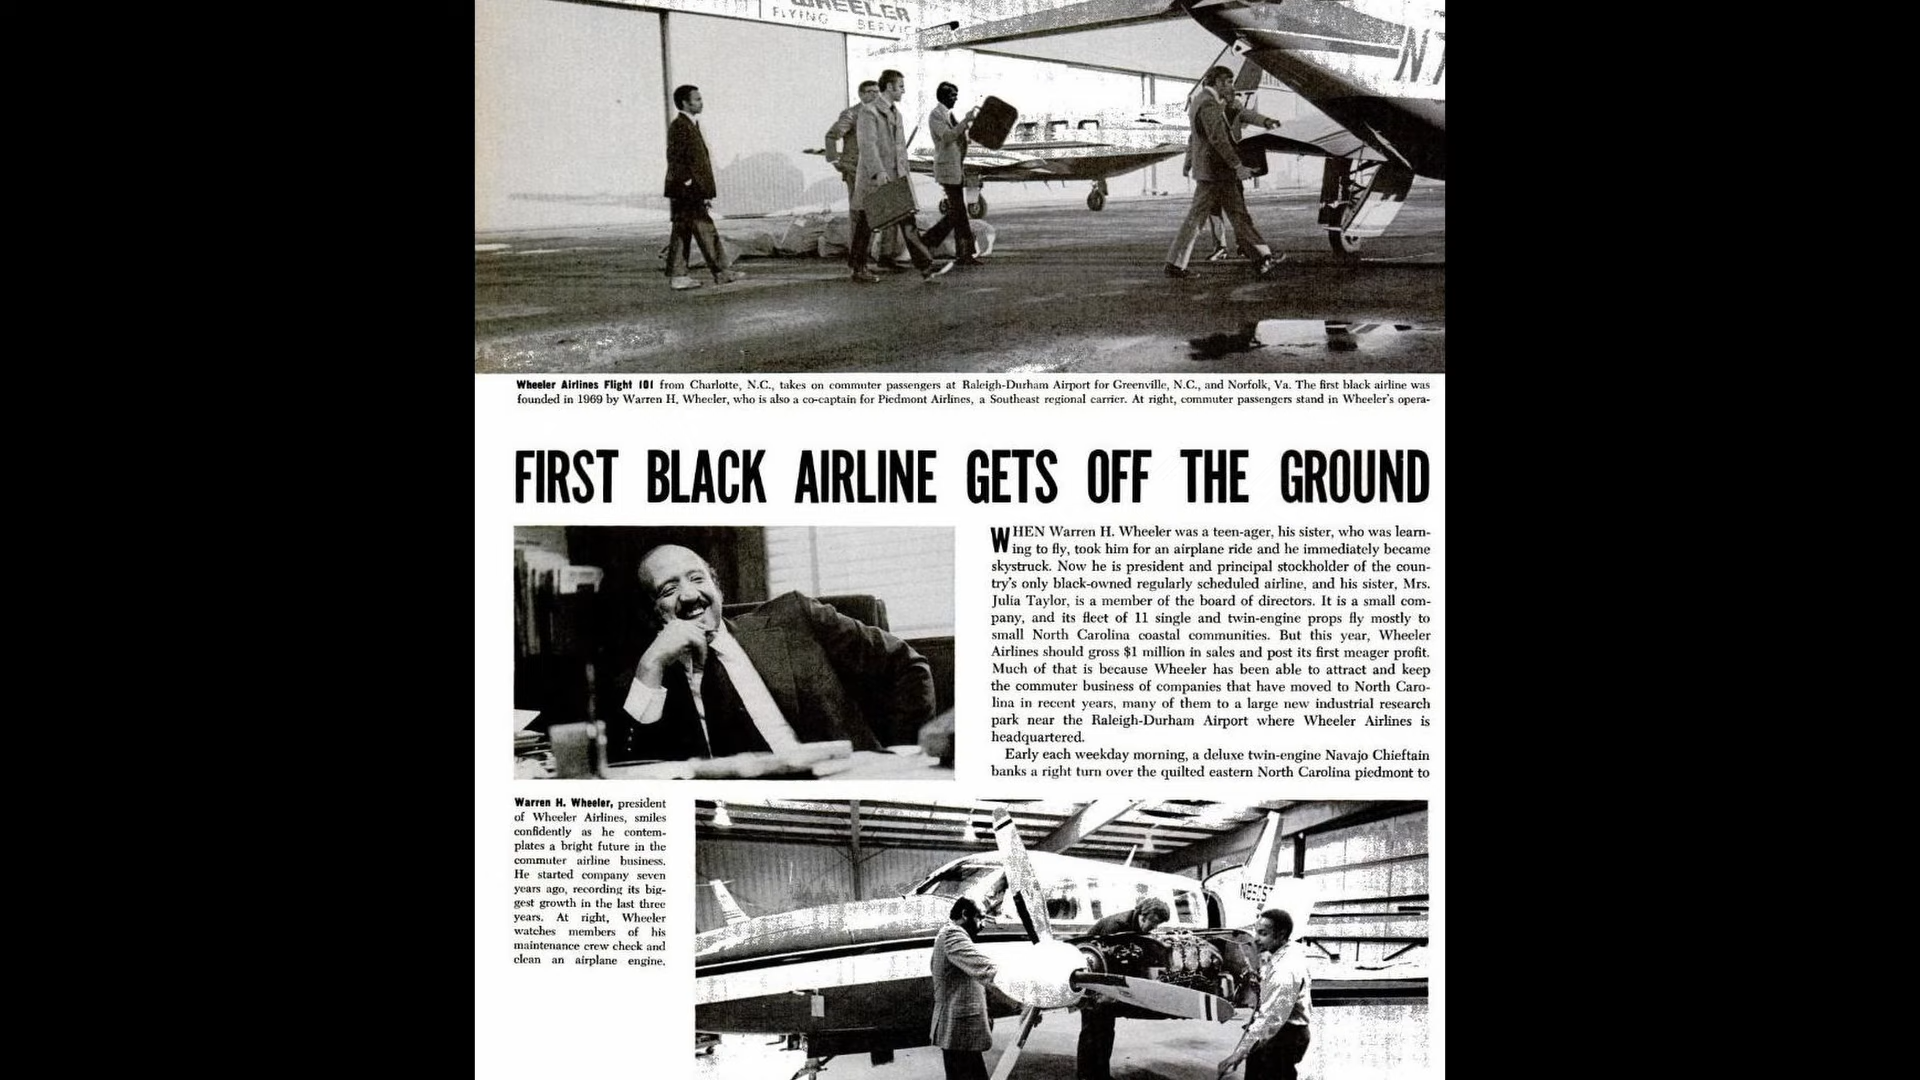 WHEELER
FLYING SERVICE
N7
Wheeler Airlines Flight 101 from Charlotte, N.C., takes on commuter passengers at Raleigh-Durham Airport for Greenville, N.C., and Norfolk, Va. The first black airline was
founded in 1969 by Warren H. Wheeler, who is also a co-captain for Piedmont Airlines, a Southeast regional carrier. At right, commuter passengers stand in Wheeler's opera-
FIRST BLACK AIRLINE GETS OFF THE GROUND
WHEN Warren H. Wheeler was a teen-ager, his sister, who was learn-
ing to fly, took him for an airplane ride and he immediately became
skystruck. Now he is president and principal stockholder of the coun-
try's only black-owned regularly scheduled airline, and his sister, Mrs.
Julia Taylor, is a member of the board of directors. It is a small com-
pany, and its fleet of 11 single and twin-engine props fly mostly to
small North Carolina coastal communities. But this year, Wheeler
Airlines should gross $1 million in sales and post its first meager profit.
Much of that is because Wheeler has been able to attract and keep
the commuter business of companies that have moved to North Caro-
lina in recent years, many of them to a large new industrial research
park near the Raleigh-Durham Airport where Wheeler Airlines is
headquartered.
Early each weekday morning, a deluxe twin-engine Navajo Chieftain
banks a right turn over the quilted eastern North Carolina piedmont to
Warren H. Wheeler, president
of Wheeler Airlines, smiles
confidently as he contem-
plates a bright future in the
commuter airline business.
He started company seven
years ago, recording its big-
gest growth in the last three
years. At right, Wheeler
watches members of his
maintenance crew check and
clean an airplane engine.